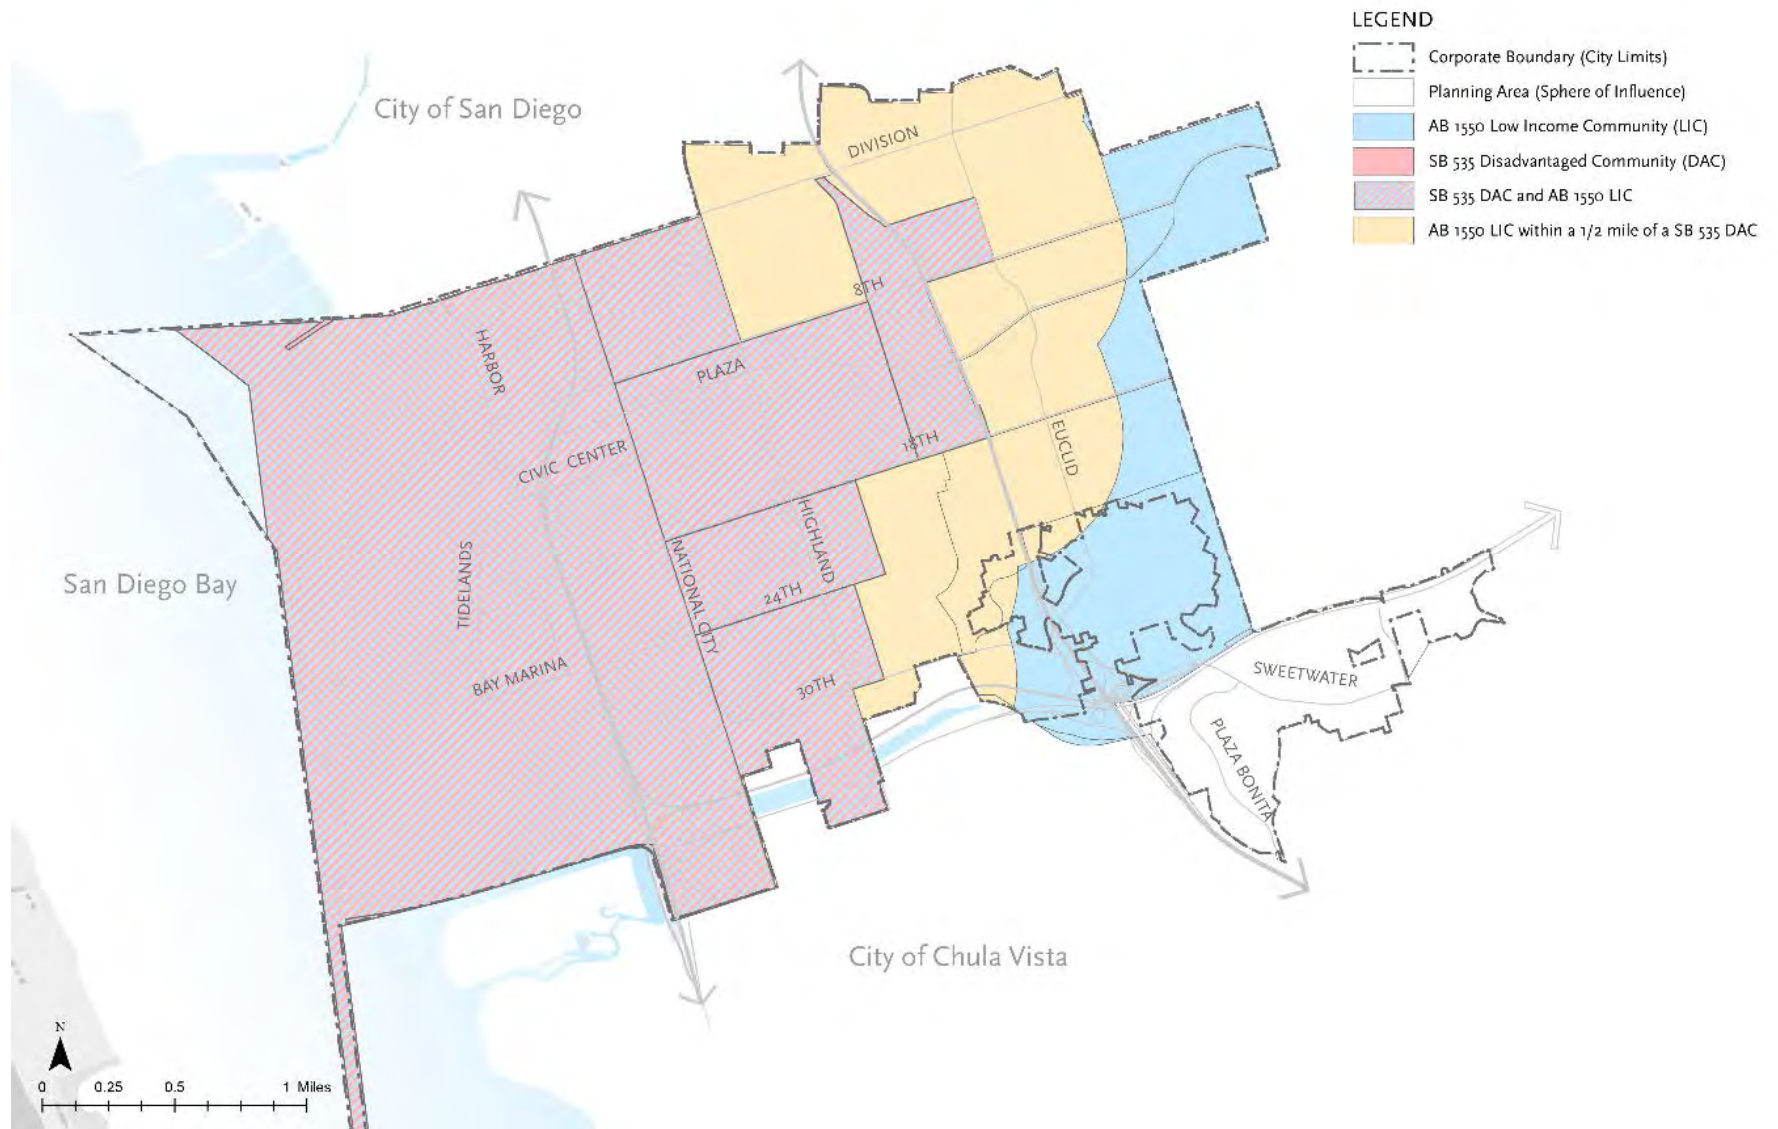 LEGEND
Corporate Boundary (City Limits)
Planning Area (Sphere of Influence)
AB 1550 Low Income Community (LIC)
SB 535 Disadvantaged Community (DAC)
SB 535 DAC and AB 1550 LIC
AB 1550 LIC within a 1/2 mile of a SB 535 DAC
City of San Diego
DIVISION
8TH
HARBOR
PLAZA
18TH
EUCLID
CIVIC CENTER
HIGHLAND
TIDELANDS
NATIONAL CITY
24TH
San Diego Bay
BAY MARINA
30TH
SWEETWATER
PLAZA BONITA
City of Chula Vista
N
0 0.25 0.5 1 Miles